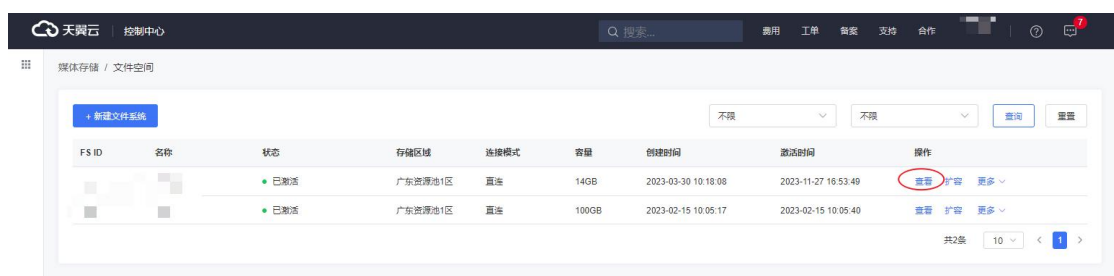 天翼云 控制中心 搜索... 费用 工单 备案 支持 合作 7
媒体存储 / 文件空间
+ 新建文件系统 不限 不限 查询 重置
FS ID 名称 状态 存储区域 连接模式 容量 创建时间 激活时间 操作
已激活 广东资源池1区 直连 14GB 2023-03-30 10:18:08 2023-11-27 16:53:49 查看 扩容 更多
已激活 广东资源池1区 直连 100GB 2023-02-15 10:05:17 2023-02-15 10:05:40 查看 扩容 更多
共2条 10 1